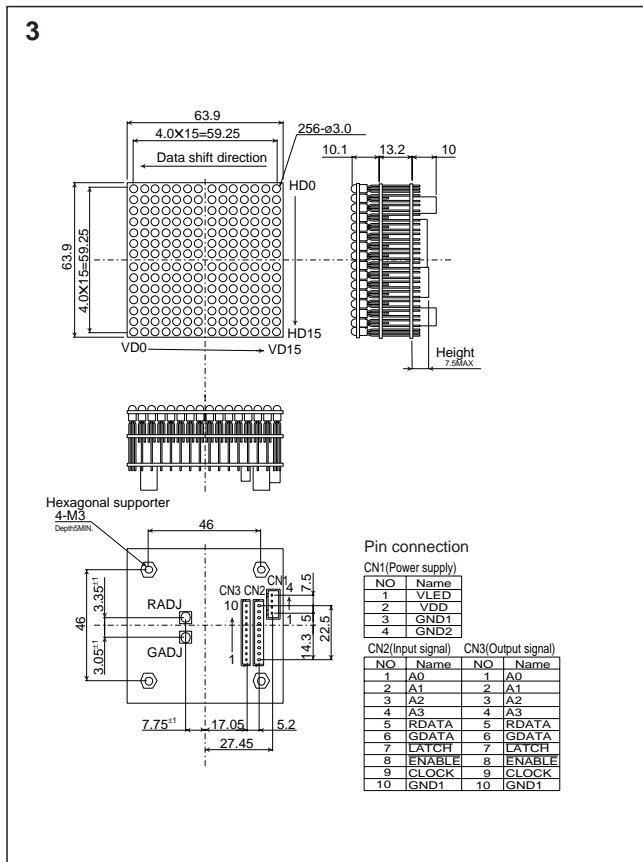 3
63.9
4.0×15=59.25
256-ø3.0
Data shift direction
HD0
63.9
4.0×15=59.25
HD15
VD0
VD15
10.1
13.2
10
Height
7.5MAX
Hexagonal supporter
4-M3
Depth5MIN.
46
46
3.35±1
3.05±1
RADJ
GADJ
CN3 CN2 CN1
10
4
1
1
7.5
5
14.3
22.5
7.75±1
17.05
5.2
27.45
Pin connection
CN1(Power supply)
NO Name
1 VLED
2 VDD
3 GND1
4 GND2
CN2(Input signal) CN3(Output signal)
NO Name NO Name
1 A0 1 A0
2 A1 2 A1
3 A2 3 A2
4 A3 4 A3
5 RDATA 5 RDATA
6 GDATA 6 GDATA
7 LATCH 7 LATCH
8 ENABLE 8 ENABLE
9 CLOCK 9 CLOCK
10 GND1 10 GND1